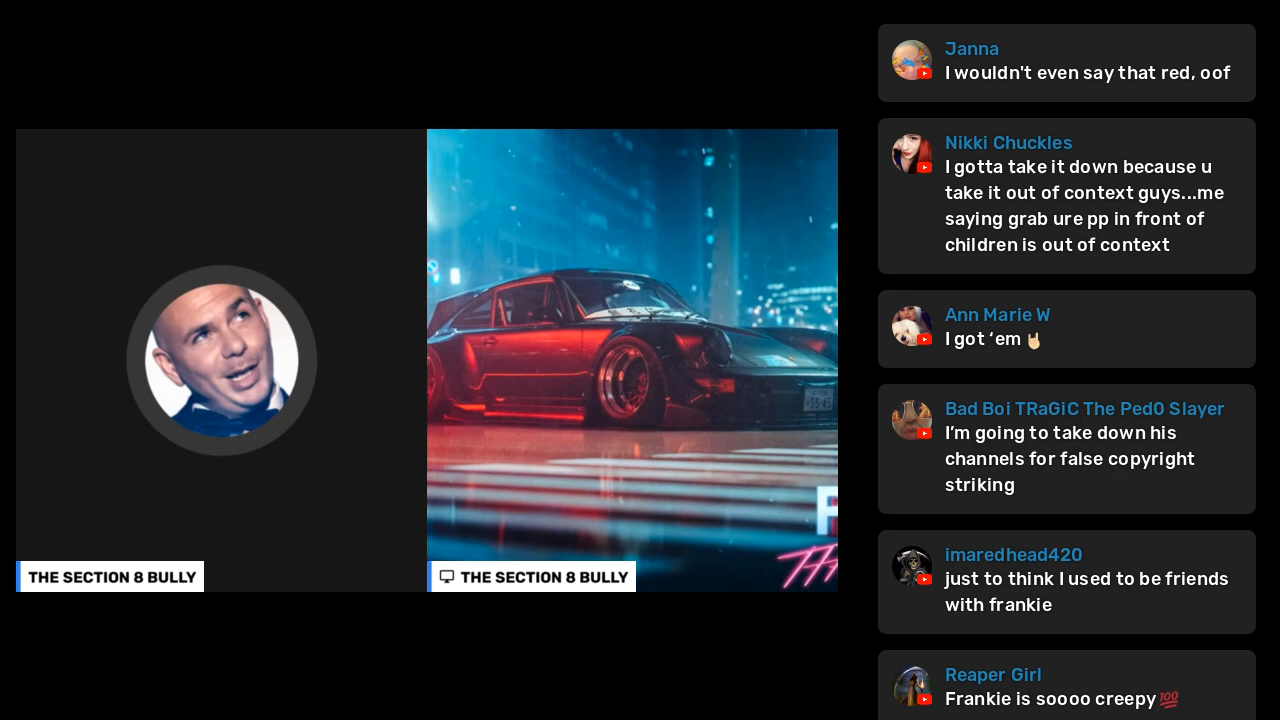 Janna
I wouldn't even say that red, oof
Nikki Chuckles
I gotta take it down because u
take it out of context guys...me
saying grab ure pp in front of
children is out of context
Ann Marie W
I got ‘em 🤘🏻
Bad Boi TRaGiC The Ped0 Slayer
I’m going to take down his
channels for false copyright
striking
imaredhead420
just to think I used to be friends
with frankie
Reaper Girl
Frankie is soooo creepy 💯
THE SECTION 8 BULLY
THE SECTION 8 BULLY